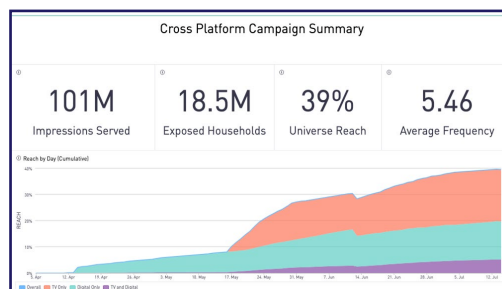 Cross Platform Campaign Summary
101M
Impressions Served
18.5M
Exposed Households
39%
Universe Reach
5.46
Average Frequency
Reach by Day (Cumulative)
40%
30%
20%
10%
0%
REACH
5. Apr 12. Apr 19. Apr 26. Apr 3. May 10. May 17. May 24. May 31. May 7. Jun 14. Jun 21. Jun 28. Jun 5. Jul 12. Jul
Overall TV Only Digital Only TV and Digital